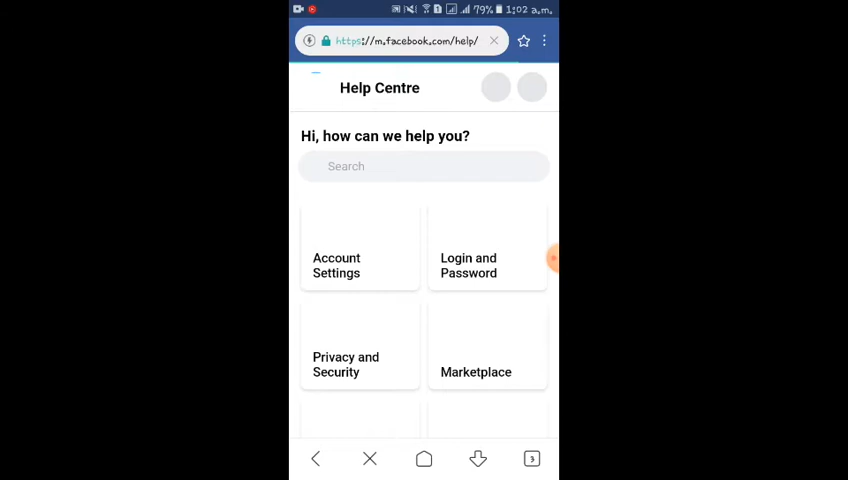 79% 1:02 a.m.
https://m.facebook.com/help/
Help Centre
Hi, how can we help you?
Search
Account
Settings
Login and
Password
Privacy and
Security
Marketplace
3